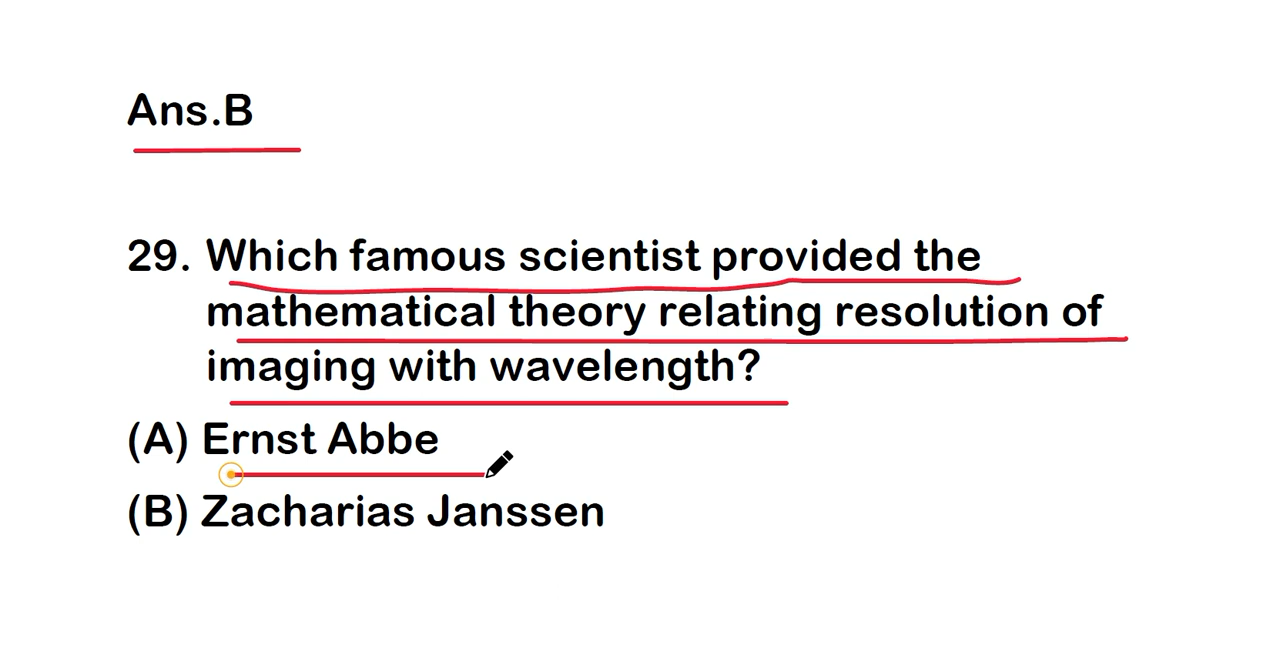 Ans.B
29. Which famous scientist provided the
mathematical theory relating resolution of
imaging with wavelength?
(A) Ernst Abbe
(B) Zacharias Janssen